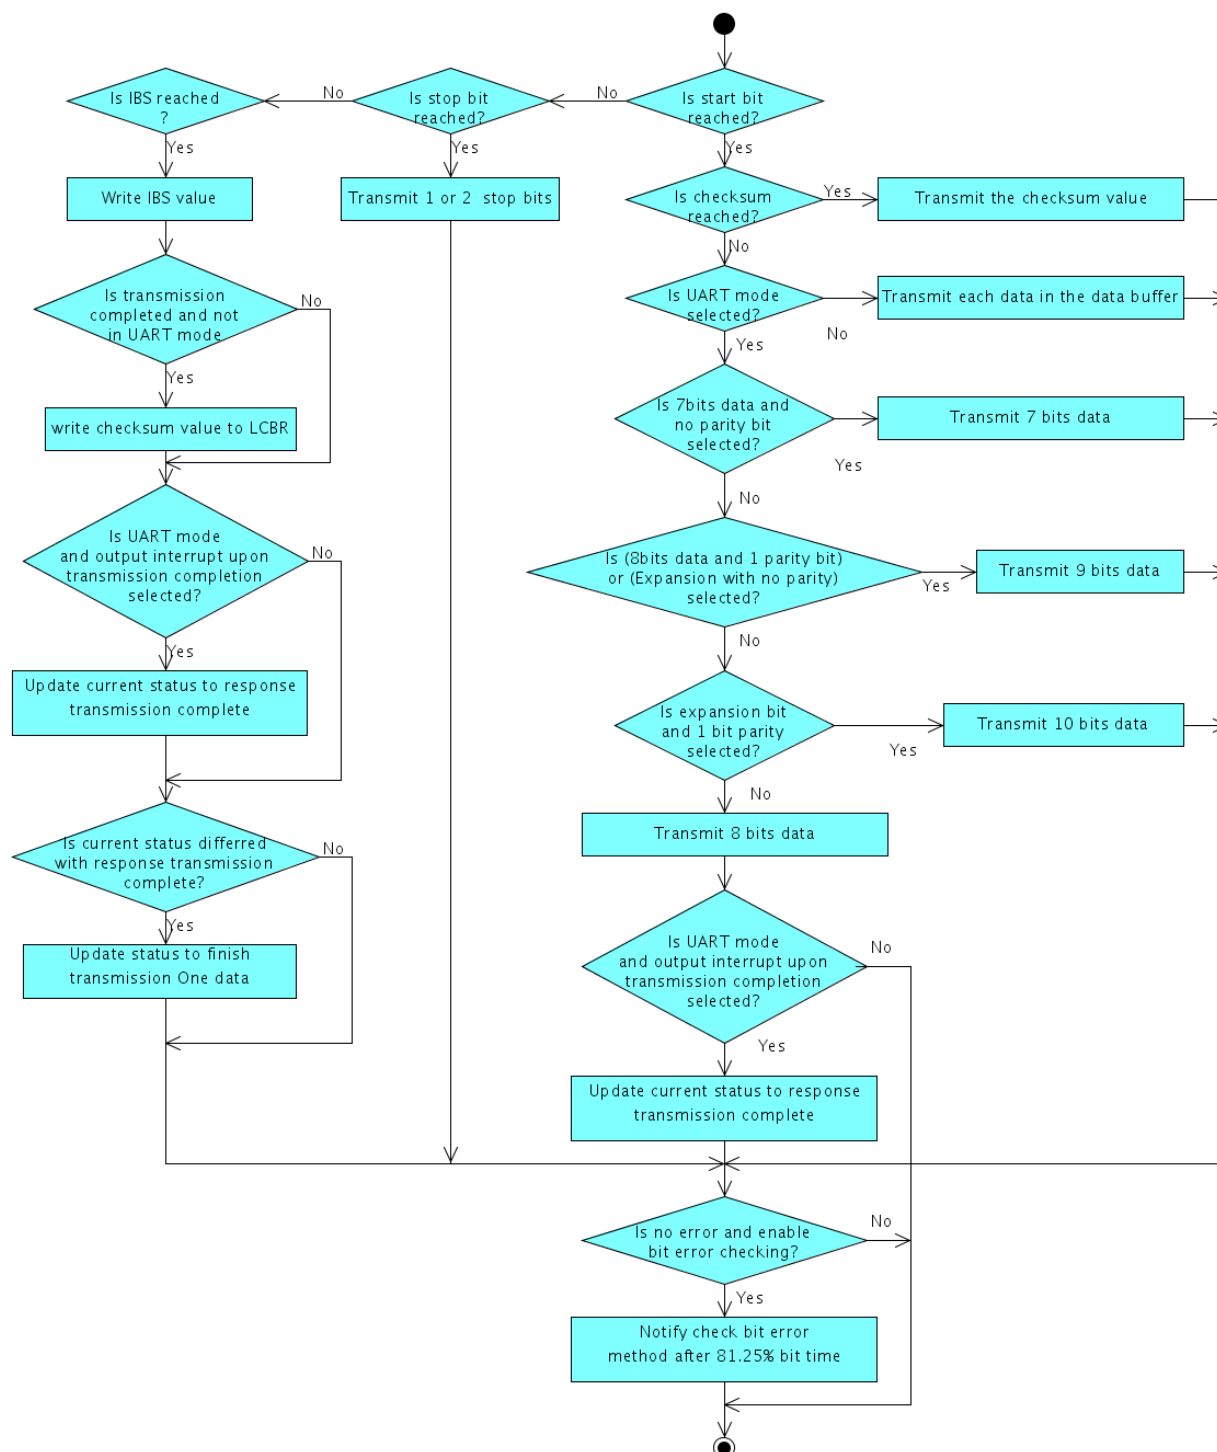 Is start bit
reached?
No
Yes
Is stop bit
reached?
No
Yes
Is IBS reached
?
Yes
Write IBS value
Transmit 1 or 2  stop bits
Is checksum
reached?
Yes
No
Transmit the checksum value
Is transmission
completed and not
in UART mode
No
Yes
Is UART mode
selected?
No
Yes
Transmit each data in the data buffer
write checksum value to LCBR
Is 7bits data and
no parity bit
selected?
Yes
No
Transmit 7 bits data
Is UART mode
and output interrupt upon
transmission completion
selected?
No
Yes
Is (8bits data and 1 parity bit)
or (Expansion with no parity)
selected?
Yes
No
Transmit 9 bits data
Update current status to response
transmission complete
Is expansion bit
and 1 bit parity
selected?
Yes
No
Transmit 10 bits data
Is current status differred
with response transmission
complete?
No
Yes
Transmit 8 bits data
Update status to finish
transmission One data
Is UART mode
and output interrupt upon
transmission completion
selected?
No
Yes
Update current status to response
transmission complete
Is no error and enable
bit error checking?
No
Yes
Notify check bit error
method after 81.25% bit time